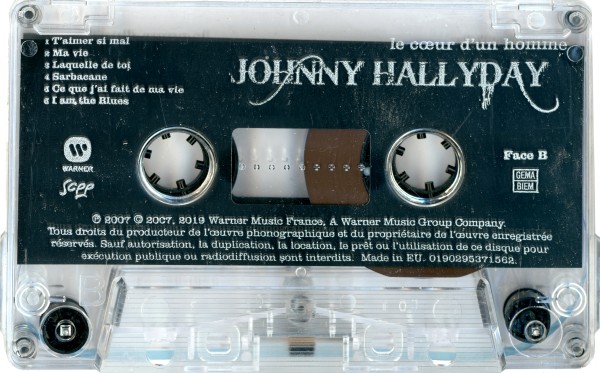 le cœur d'un homme
JOHNNY HALLYDAY
1 T'aimer si mal
2 Ma vie
3 Laquelle de toi
4 Sarbacane
5 Ce que j'ai fait de ma vie
6 I am the Blues
W
WARNER
Scpp
Face B
GEMA
BIEM
℗ 2007 © 2007, 2019 Warner Music France, A Warner Music Group Company.
Tous droits du producteur de l'œuvre phonographique et du propriétaire de l'œuvre enregistrée
réservés. Sauf autorisation, la duplication, la location, le prêt ou l'utilisation de ce disque pour
exécution publique ou radiodiffusion sont interdits. Made in EU. 0190295371562.